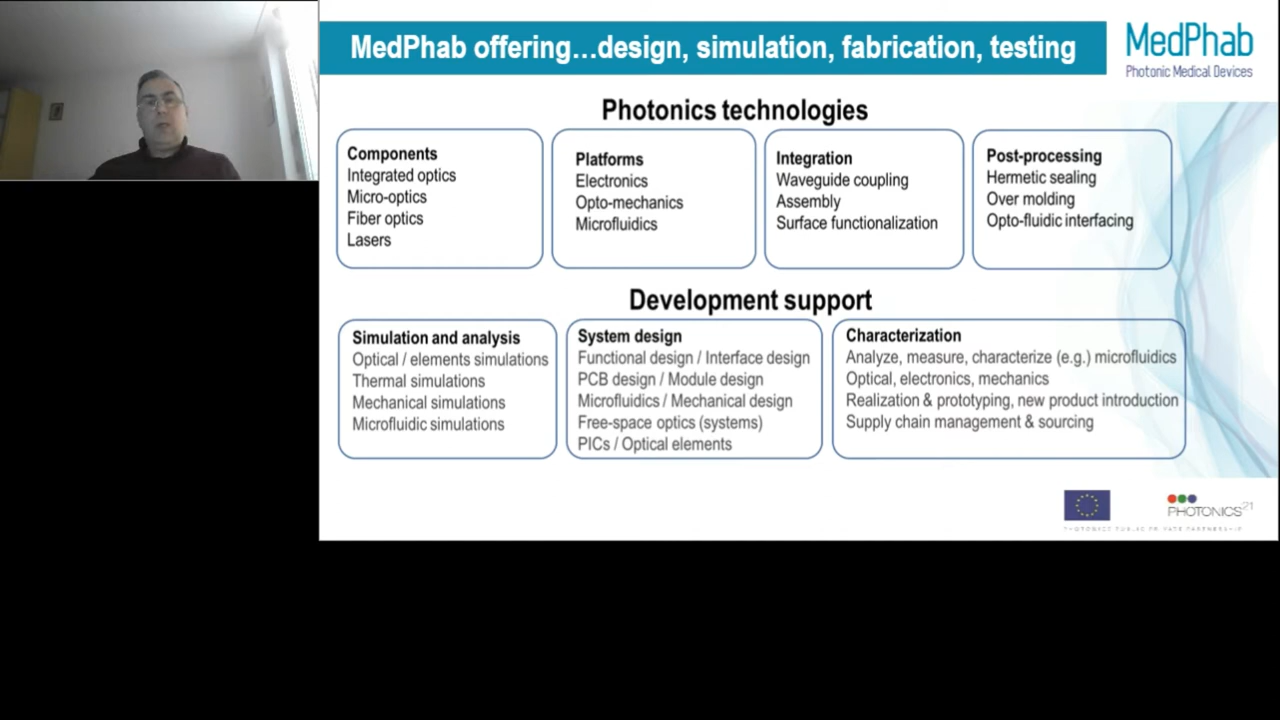 MedPhab offering...design, simulation, fabrication, testing
MedPhab
Photonic Medical Devices
Photonics technologies
Components
Integrated optics
Micro-optics
Fiber optics
Lasers
Platforms
Electronics
Opto-mechanics
Microfluidics
Integration
Waveguide coupling
Assembly
Surface functionalization
Post-processing
Hermetic sealing
Over molding
Opto-fluidic interfacing
Development support
Simulation and analysis
Optical / elements simulations
Thermal simulations
Mechanical simulations
Microfluidic simulations
System design
Functional design / Interface design
PCB design / Module design
Microfluidics / Mechanical design
Free-space optics (systems)
PICs / Optical elements
Characterization
Analyze, measure, characterize (e.g.) microfluidics
Optical, electronics, mechanics
Realization & prototyping, new product introduction
Supply chain management & sourcing
PHOTONICS21
PHOTONICS PUBLIC PRIVATE PARTNERSHIP